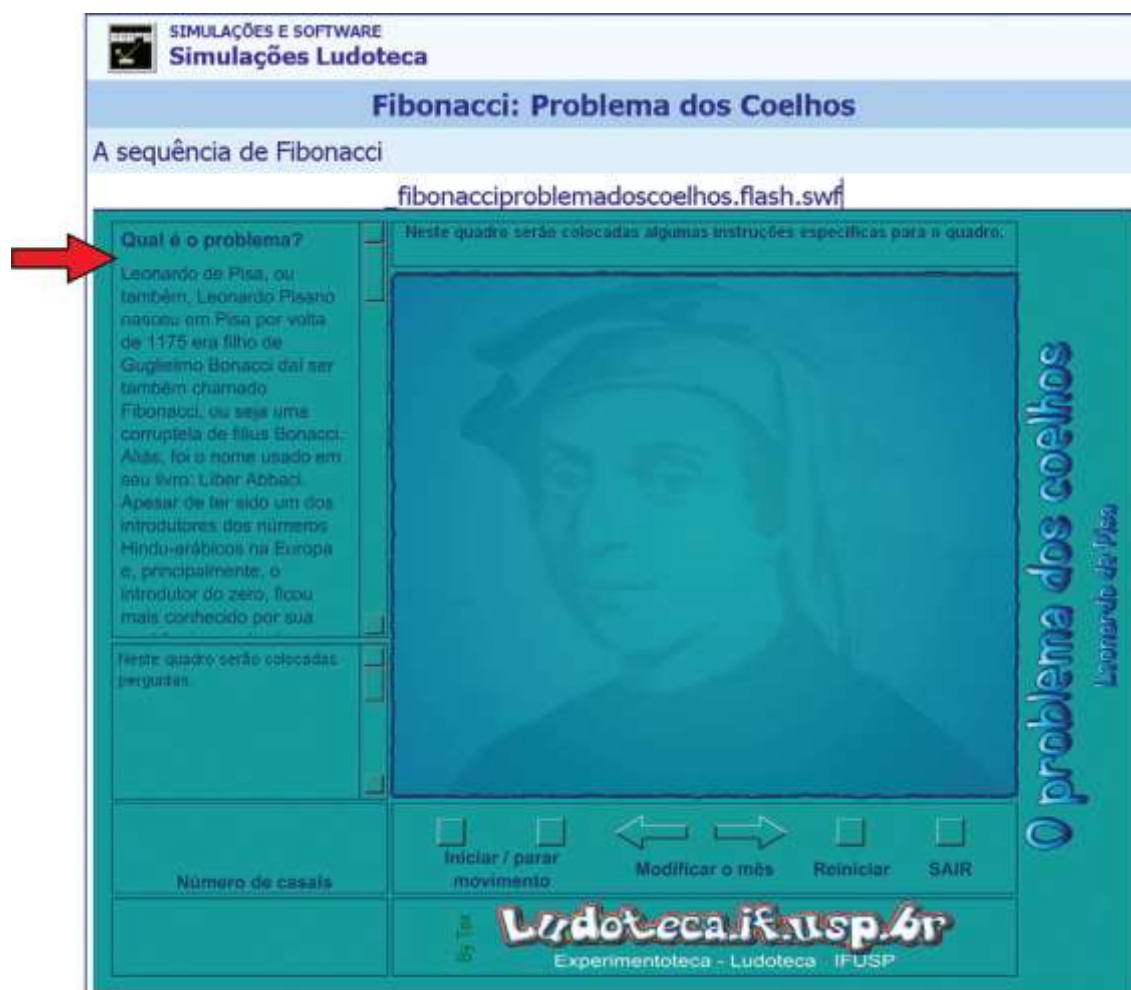 SIMULAÇÕES E SOFTWARE
Simulações Ludoteca
Fibonacci: Problema dos Coelhos
A sequência de Fibonacci
_fibonacciproblemadoscoelhos.flash.swf
Qual é o problema?
Leonardo de Pisa, ou
também, Leonardo Pisano
nasceu em Pisa por volta
de 1175 era filho de
Guglielmo Bonacci daí ser
também chamado
Fibonacci, ou seja uma
corruptela de filius Bonacci.
Aliás, foi o nome usado em
seu livro: Liber Abbaci.
Apesar de ter sido um dos
introdutores dos números
Hindu-arábicos na Europa
e, principalmente, o
introdutor do zero, ficou
mais conhecido por sua
Neste quadro serão colocadas algumas instruções específicas para o quadro.
Neste quadro serão colocadas
perguntas.
Número de casais
Iniciar / parar
movimento
Modificar o mês
Reiniciar
SAIR
O problema dos coelhos
Leonardo de Pisa
Ludoteca.if.usp.br
Experimentoteca - Ludoteca IFUSP